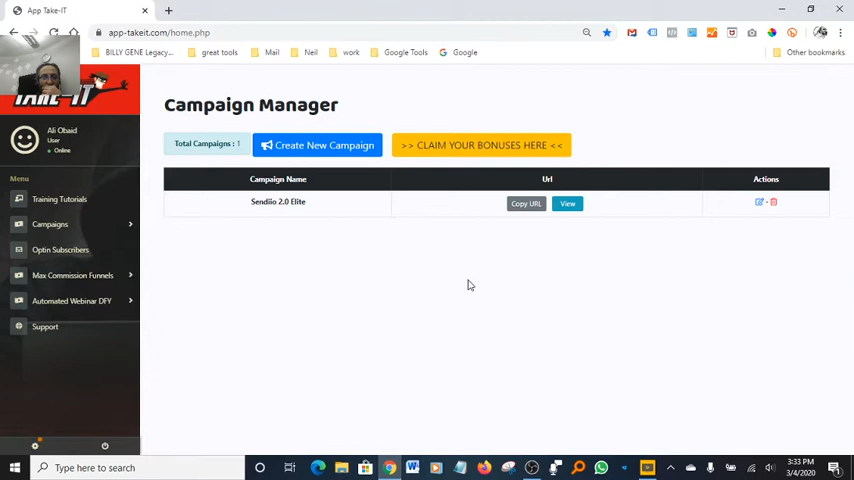 App Take-IT
app-takeit.com/home.php
BILLY GENE Legacy...
great tools
Mail
Neil
work
Google Tools
Google
Other bookmarks
TAKE-IT
Ali Obaid
User
Online
Menu
Training Tutorials
Campaigns
Optin Subscribers
Max Commission Funnels
Automated Webinar DFY
Support
Campaign Manager
Total Campaigns : 1
Create New Campaign
>> CLAIM YOUR BONUSES HERE <<
Campaign Name Url Actions
Sendiio 2.0 Elite Copy URL View -
Type here to search
3:33 PM
3/4/2020